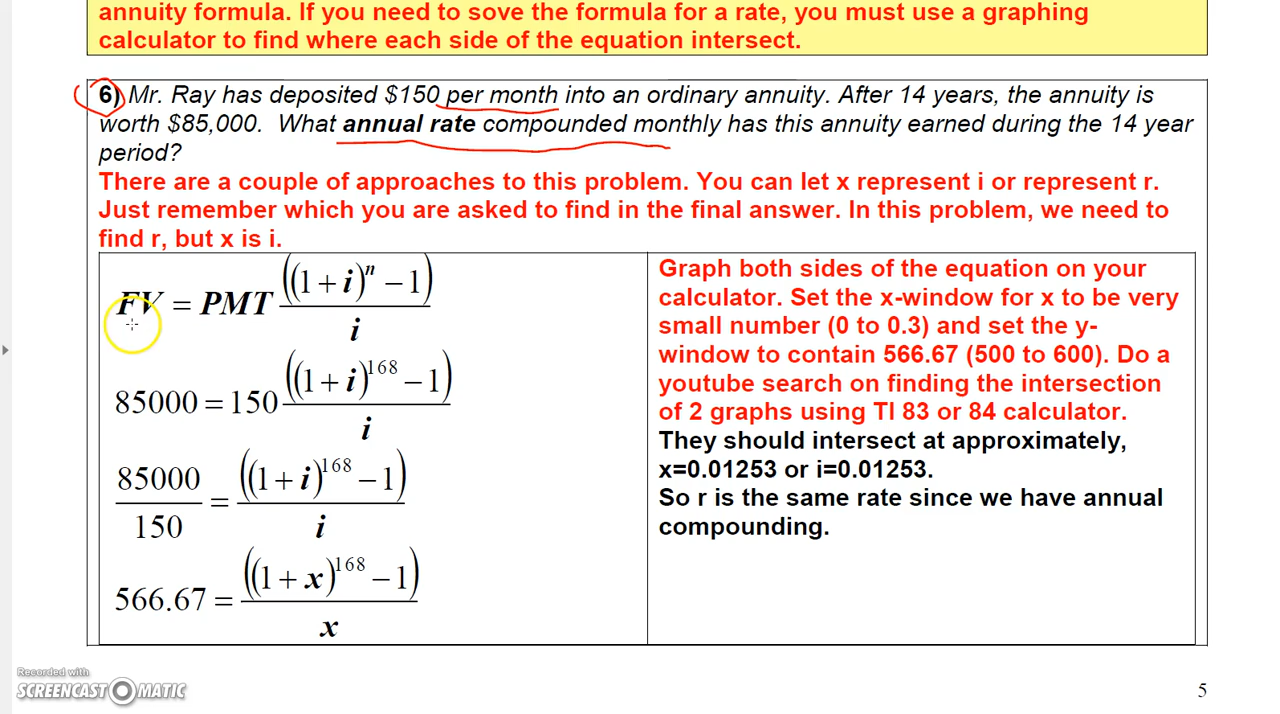 annuity formula. If you need to sove the formula for a rate, you must use a graphing
calculator to find where each side of the equation intersect.
6) Mr. Ray has deposited $150 per month into an ordinary annuity. After 14 years, the annuity is
worth $85,000. What annual rate compounded monthly has this annuity earned during the 14 year
period?
There are a couple of approaches to this problem. You can let x represent i or represent r.
Just remember which you are asked to find in the final answer. In this problem, we need to
find r, but x is i.
FV = PMT ((1 + i)^n − 1) / i
85000 = 150 ((1 + i)^168 − 1) / i
85000 / 150 = ((1 + i)^168 − 1) / i
566.67 = ((1 + x)^168 − 1) / x
Graph both sides of the equation on your
calculator. Set the x-window for x to be very
small number (0 to 0.3) and set the y-
window to contain 566.67 (500 to 600). Do a
youtube search on finding the intersection
of 2 graphs using TI 83 or 84 calculator.
They should intersect at approximately,
x=0.01253 or i=0.01253.
So r is the same rate since we have annual
compounding.
Recorded with
SCREENCAST O MATIC
5